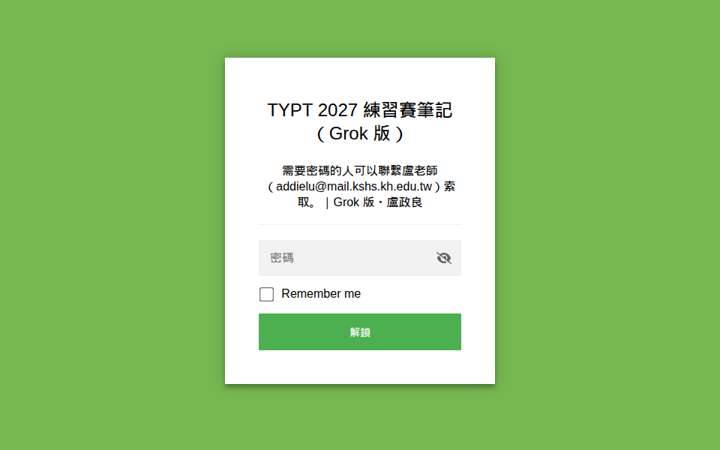 TYPT 2027 練習賽筆記
（Grok 版）
需要密碼的人可以聯繫盧老師
（addielu@mail.kshs.kh.edu.tw）索
取。｜Grok 版・盧政良
密碼
Remember me
解鎖